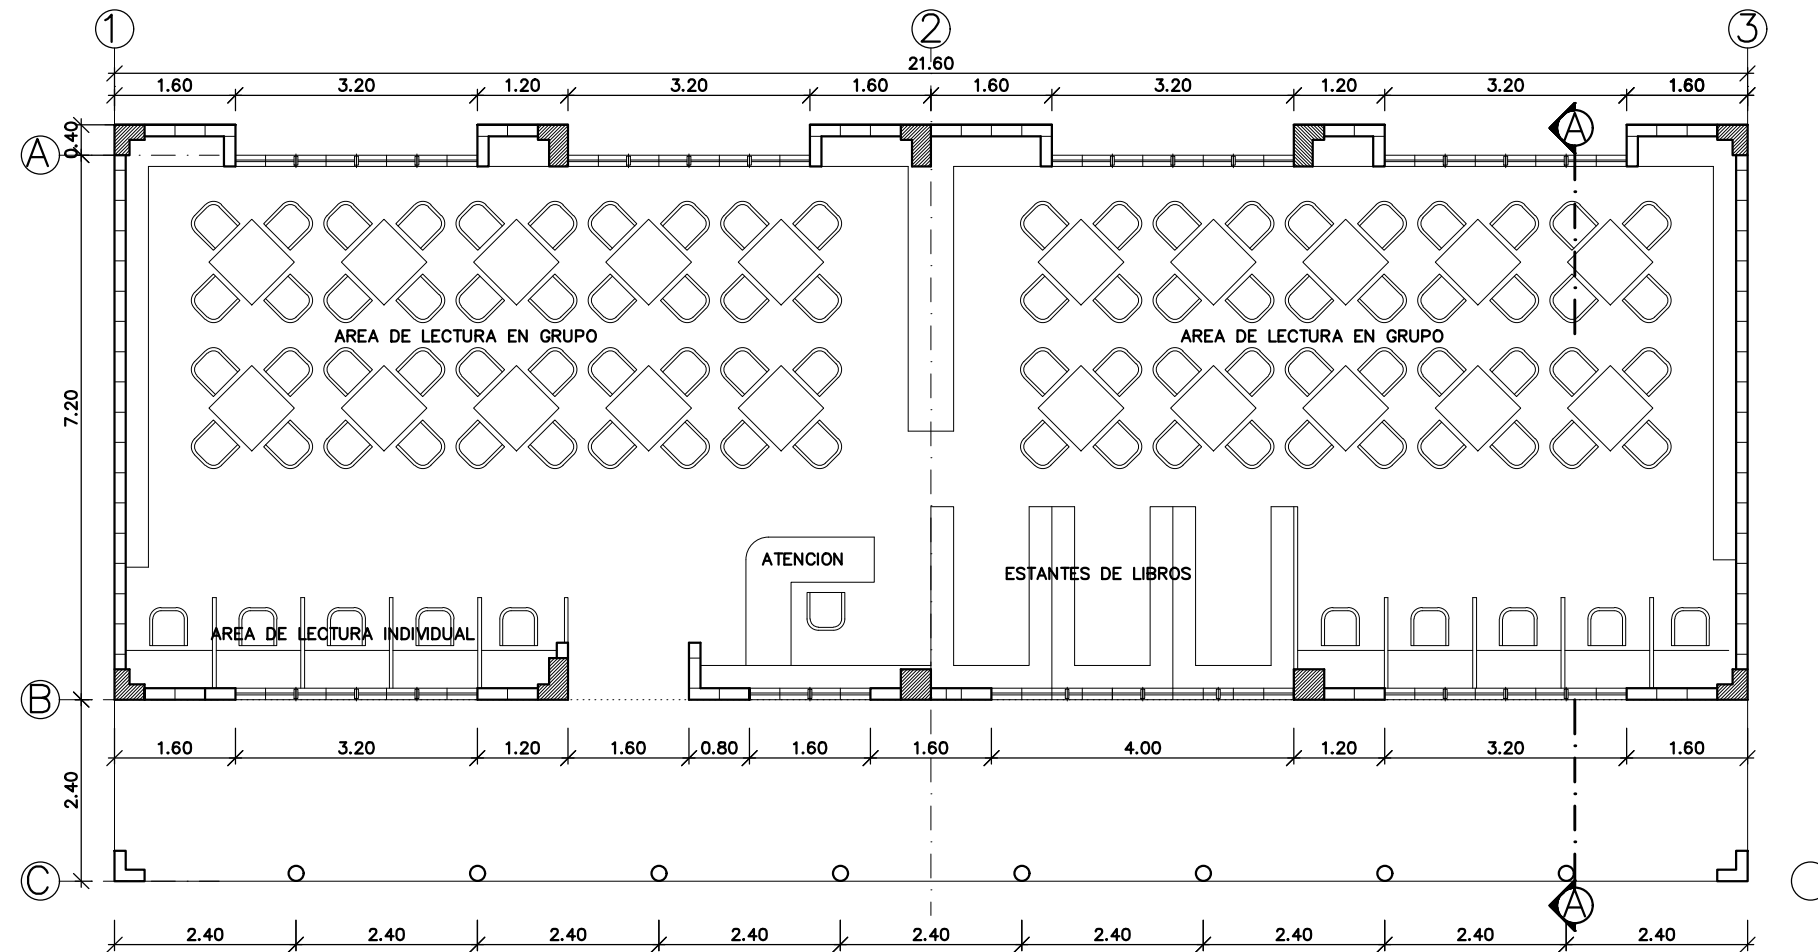 1 2 3
21.60
1.60 3.20 1.20 3.20 1.60 1.60 3.20 1.20 3.20 1.60
0.40
A
A
AREA DE LECTURA EN GRUPO AREA DE LECTURA EN GRUPO
7.20
ATENCION
ESTANTES DE LIBROS
AREA DE LECTURA INDIVIDUAL
B
1.60 3.20 1.20 1.60 0.80 1.60 1.60 4.00 1.20 3.20 1.60
2.40
C
A
2.40 2.40 2.40 2.40 2.40 2.40 2.40 2.40 2.40